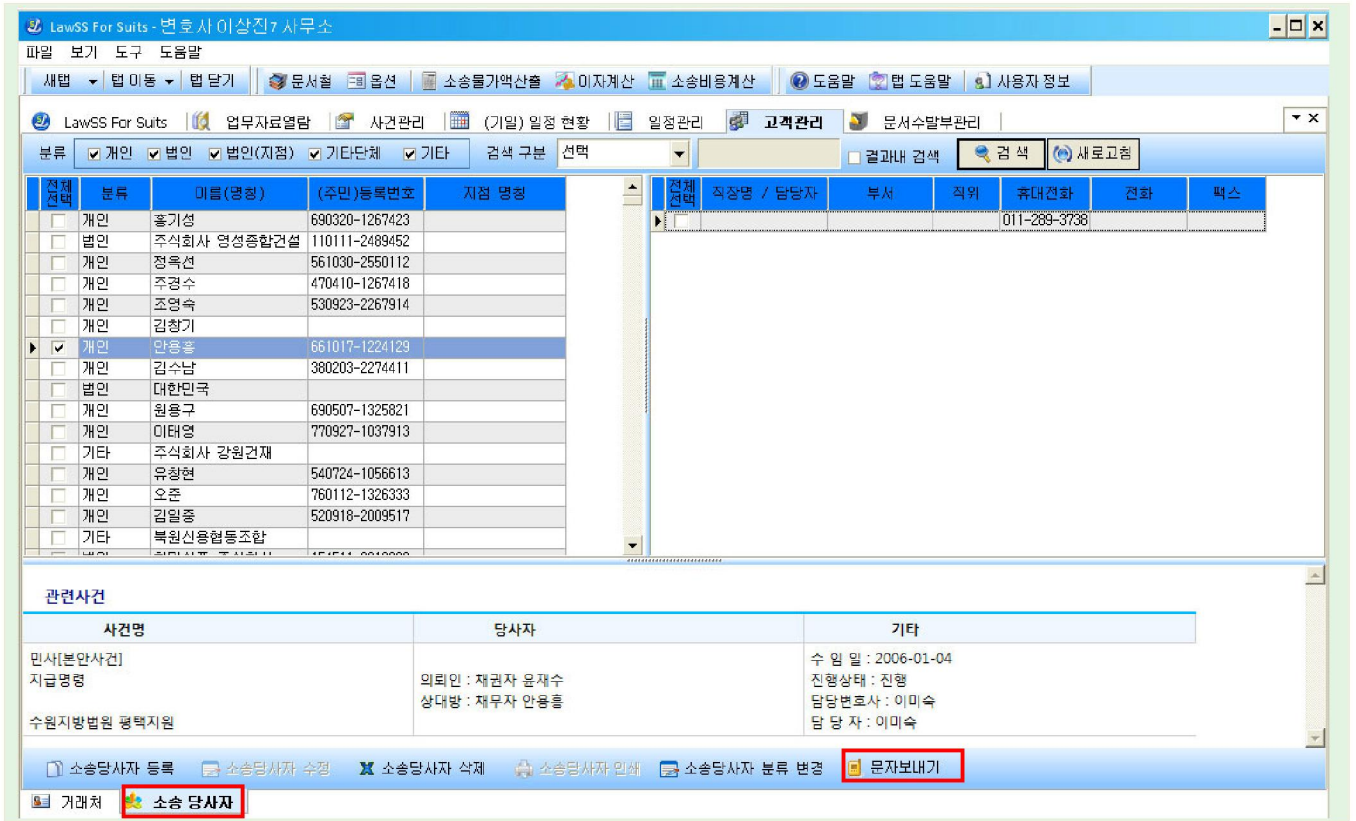 LawSS For Suits - 변호사 이상진7 사무소
파일 보기 도구 도움말
새탭 탭 이동 탭 닫기 문서철 옵션 소송물가액산출 이자계산 소송비용계산 도움말 탭 도움말 사용자 정보
LawSS For Suits 업무자료열람 사건관리 (기일) 일정 현황 일정관리 고객관리 문서수발부관리
분류 개인 법인 법인(지점) 기타단체 기타 검색 구분 선택 결과내 검색 검 색 새로고침
전체선택 분류 이름(명칭) (주민)등록번호 지점 명칭 전체선택 직장명 / 담당자 부서 직위 휴대전화 전화 팩스
개인 홍기성 690320-1267423 011-289-3738
법인 주식회사 영성종합건설 110111-2489452
개인 정옥선 561030-2550112
개인 주경수 470410-1267418
개인 조영숙 530923-2267914
개인 김창기
개인 안용흥 661017-1224129
개인 김수남 380203-2274411
법인 대한민국
개인 원용구 690507-1325821
개인 이태영 770927-1037913
기타 주식회사 강원건재
개인 유창현 540724-1056613
개인 오준 760112-1326333
개인 김일중 520918-2009517
기타 북원신용협동조합
관련사건
사건명 당사자 기타
민사[본안사건] 수 임 일 : 2006-01-04
지급명령 의뢰인 : 채권자 윤재수 진행상태 : 진행
상대방 : 채무자 안용흥 담당변호사 : 이미숙
수원지방법원 평택지원 담 당 자 : 이미숙
소송당사자 등록 소송당사자 수정 소송당사자 삭제 소송당사자 인쇄 소송당사자 분류 변경 문자보내기
거래처 소송 당사자